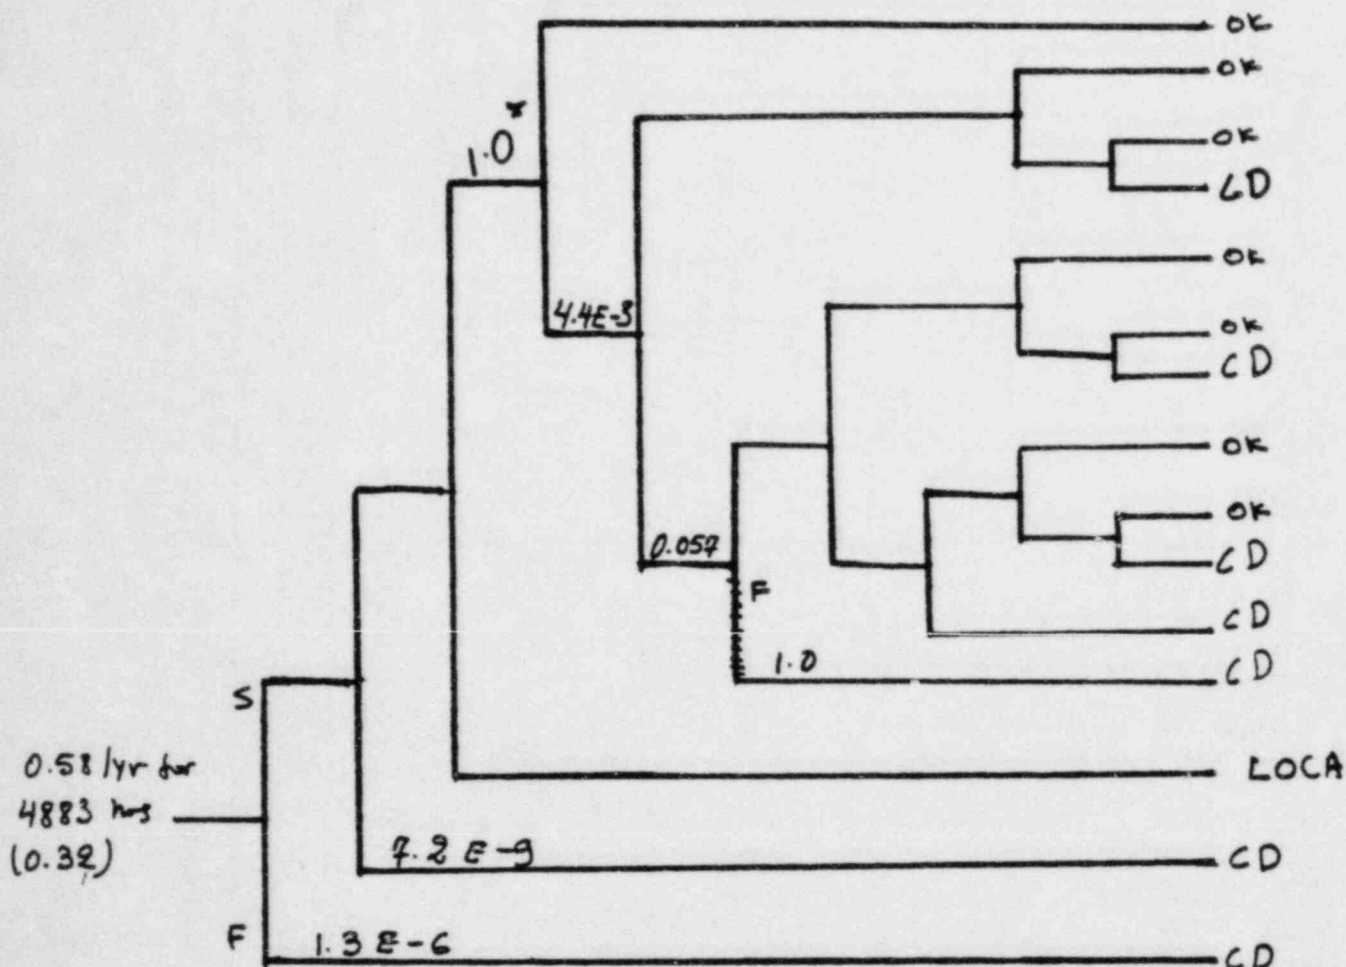 OK
OK
1.0*
OK
CD
OK
4.4E-3
OK
CD
OK
OK
0.057
CD
F
CD
1.0
CD
S
0.58/yr for
LOCA
4883 hrs
(0.32)
7.2 E-9
CD
F
1.3 E-6
CD